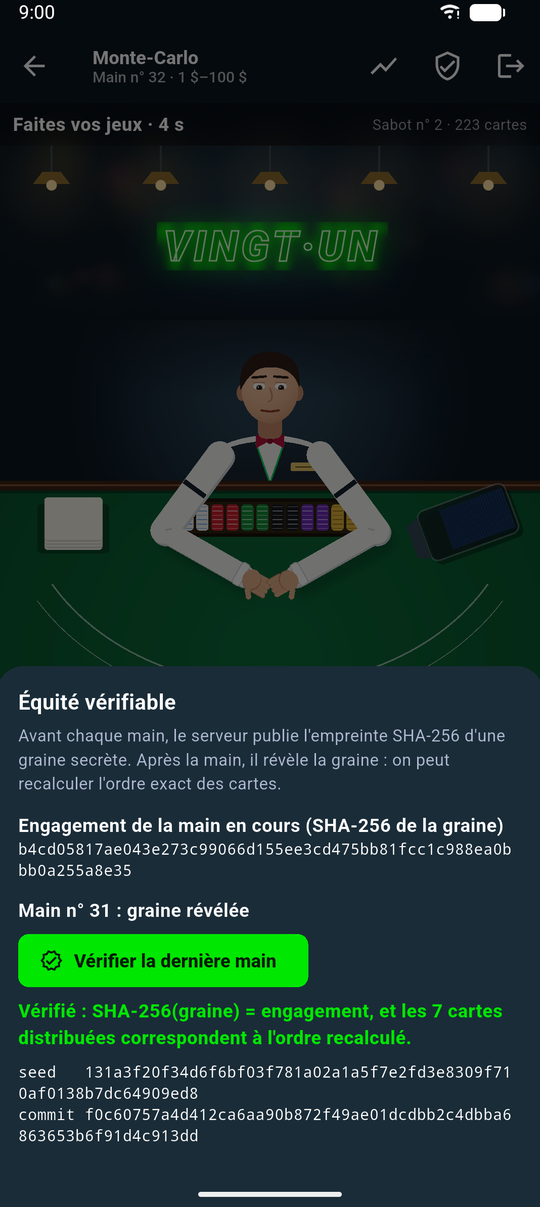 9:00
Monte-Carlo
Main n° 32 · 1 $–100 $
Faites vos jeux · 4 s
Sabot n° 2 · 223 cartes
VINGT·UN
Équité vérifiable
Avant chaque main, le serveur publie l'empreinte SHA-256 d'une
graine secrète. Après la main, il révèle la graine : on peut
recalculer l'ordre exact des cartes.
Engagement de la main en cours (SHA-256 de la graine)
b4cd05817ae043e273c99066d155ee3cd475bb81fcc1c988ea0b
bb0a255a8e35
Main n° 31 : graine révélée
Vérifier la dernière main
Vérifié : SHA-256(graine) = engagement, et les 7 cartes
distribuées correspondent à l'ordre recalculé.
seed 131a3f20f34d6f6bf03f781a02a1a5f7e2fd3e8309f71
0af0138b7dc64909ed8
commit f0c60757a4d412ca6aa90b872f49ae01dcdbb2c4dbba6
863653b6f91d4c913dd